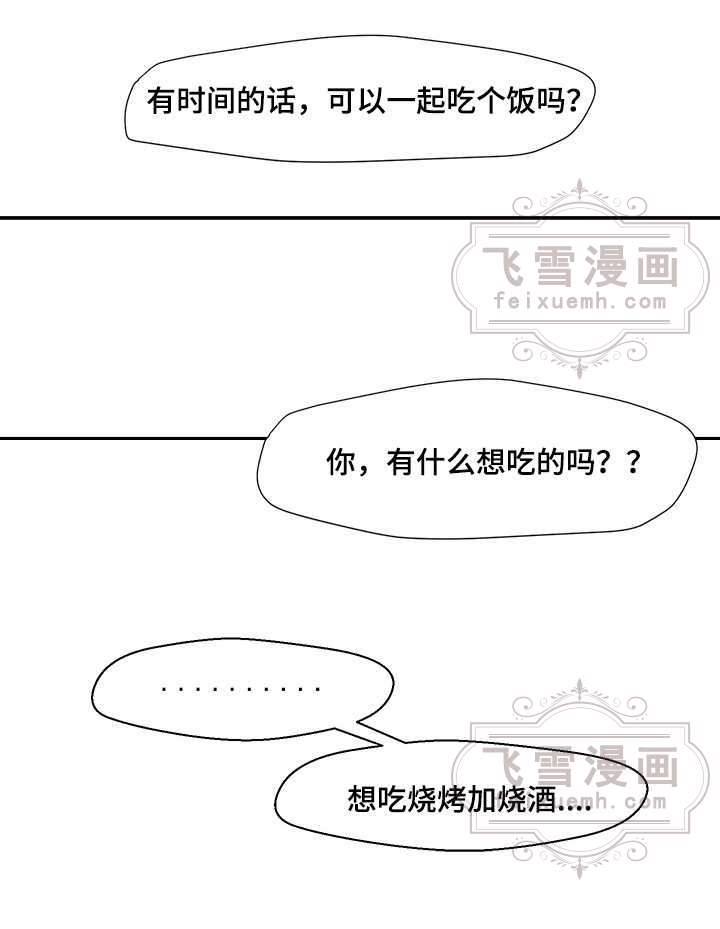 有时间的话，可以一起吃个饭吗？
飞雪漫画
feixuemh.com
你，有什么想吃的吗？？
..........
飞雪漫画
feixuemh.com
想吃烧烤加烧酒....